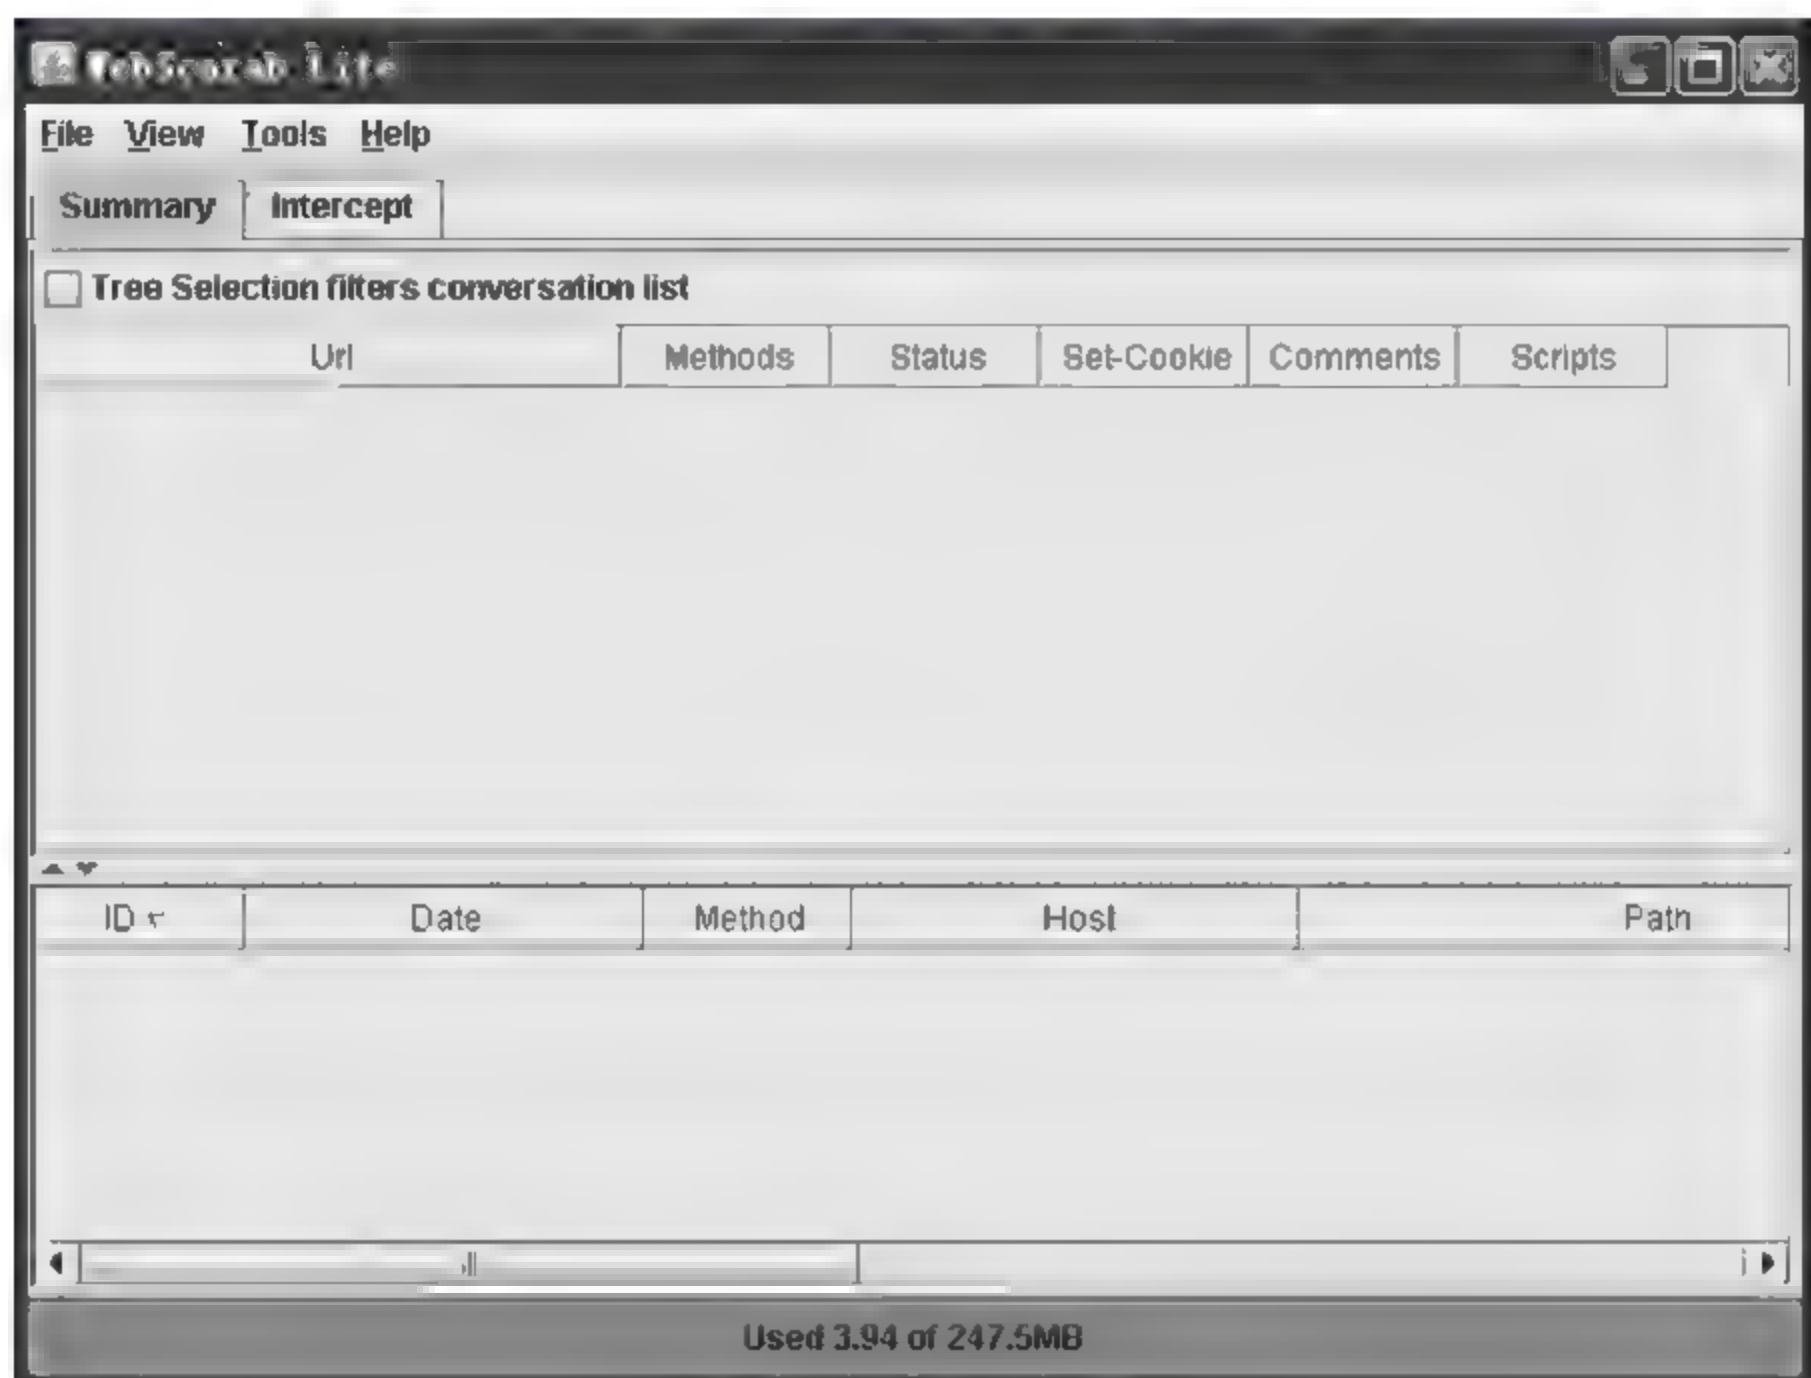 WebScarab Lite
File View Tools Help
Summary Intercept
Tree Selection filters conversation list
Url Methods Status Set-Cookie Comments Scripts
ID Date Method Host Path
Used 3.94 of 247.5MB